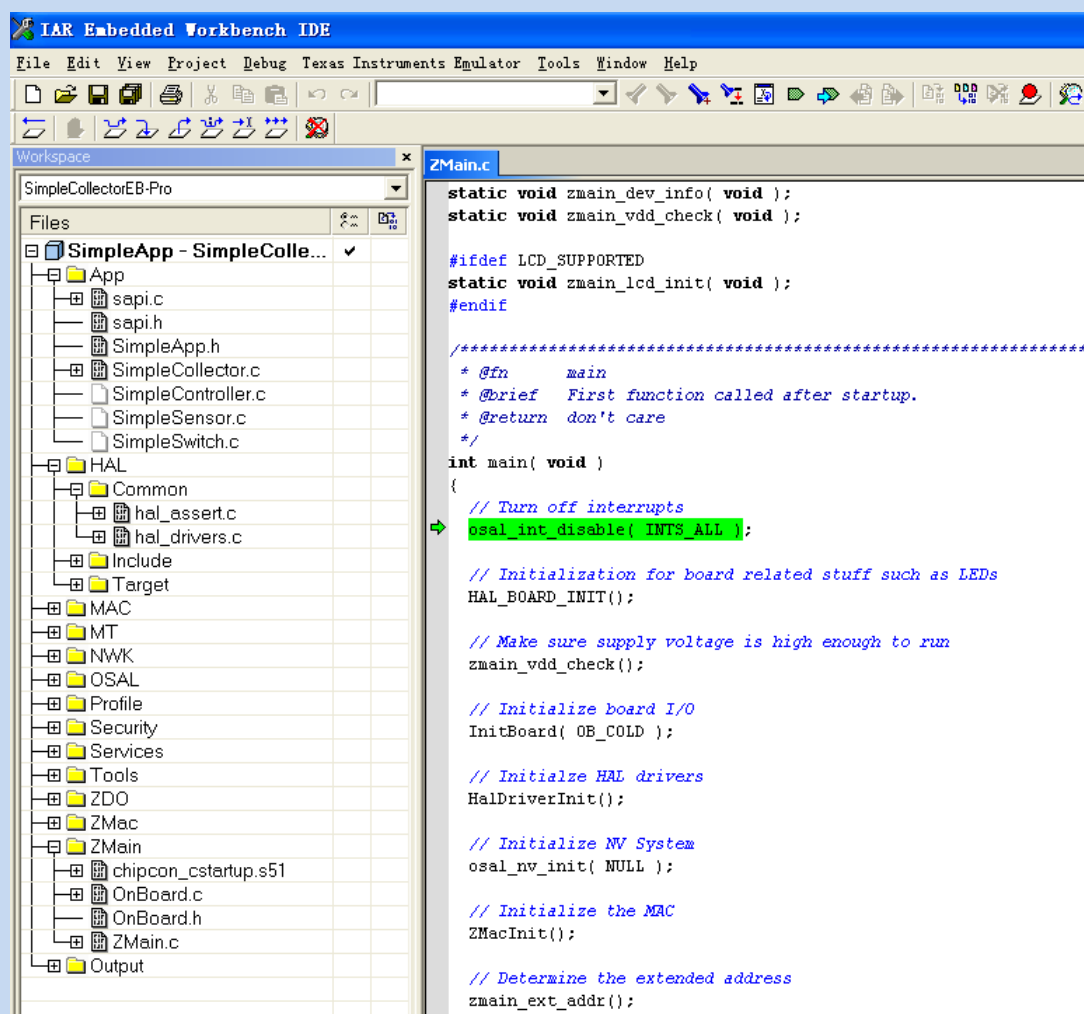 IAR Embedded Workbench IDE
File Edit View Project Debug Texas Instruments Emulator Tools Window Help
Workspace
SimpleCollectorEB-Pro
Files
SimpleApp - SimpleColle...
App
sapi.c
sapi.h
SimpleApp.h
SimpleCollector.c
SimpleController.c
SimpleSensor.c
SimpleSwitch.c
HAL
Common
hal_assert.c
hal_drivers.c
Include
Target
MAC
MT
NWK
OSAL
Profile
Security
Services
Tools
ZDO
ZMac
ZMain
chipcon_cstartup.s51
OnBoard.c
OnBoard.h
ZMain.c
Output
ZMain.c
static void zmain_dev_info( void );
static void zmain_vdd_check( void );
#ifdef LCD_SUPPORTED
static void zmain_lcd_init( void );
#endif
/*****************************************************************
* @fn main
* @brief First function called after startup.
* @return don't care
*/
int main( void )
{
// Turn off interrupts
osal_int_disable( INTS_ALL );
// Initialization for board related stuff such as LEDs
HAL_BOARD_INIT();
// Make sure supply voltage is high enough to run
zmain_vdd_check();
// Initialize board I/O
InitBoard( OB_COLD );
// Initialze HAL drivers
HalDriverInit();
// Initialize NV System
osal_nv_init( NULL );
// Initialize the MAC
ZMacInit();
// Determine the extended address
zmain_ext_addr();